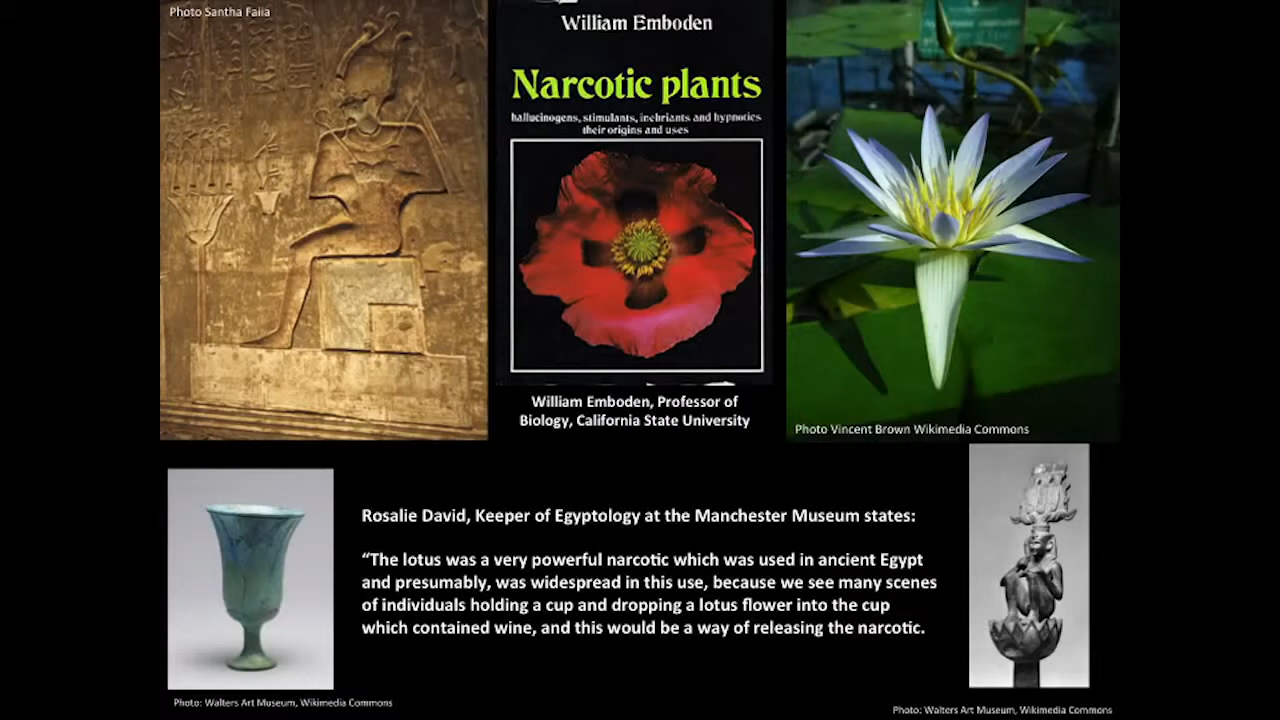 Photo Santha Faiia
William Emboden
Narcotic plants
hallucinogens, stimulants, inebriants and hypnotics
their origins and uses
William Emboden, Professor of
Biology, California State University
Photo Vincent Brown Wikimedia Commons
Rosalie David, Keeper of Egyptology at the Manchester Museum states:
“The lotus was a very powerful narcotic which was used in ancient Egypt
and presumably, was widespread in this use, because we see many scenes
of individuals holding a cup and dropping a lotus flower into the cup
which contained wine, and this would be a way of releasing the narcotic.
Photo: Walters Art Museum, Wikimedia Commons
Photo: Walters Art Museum, Wikimedia Commons